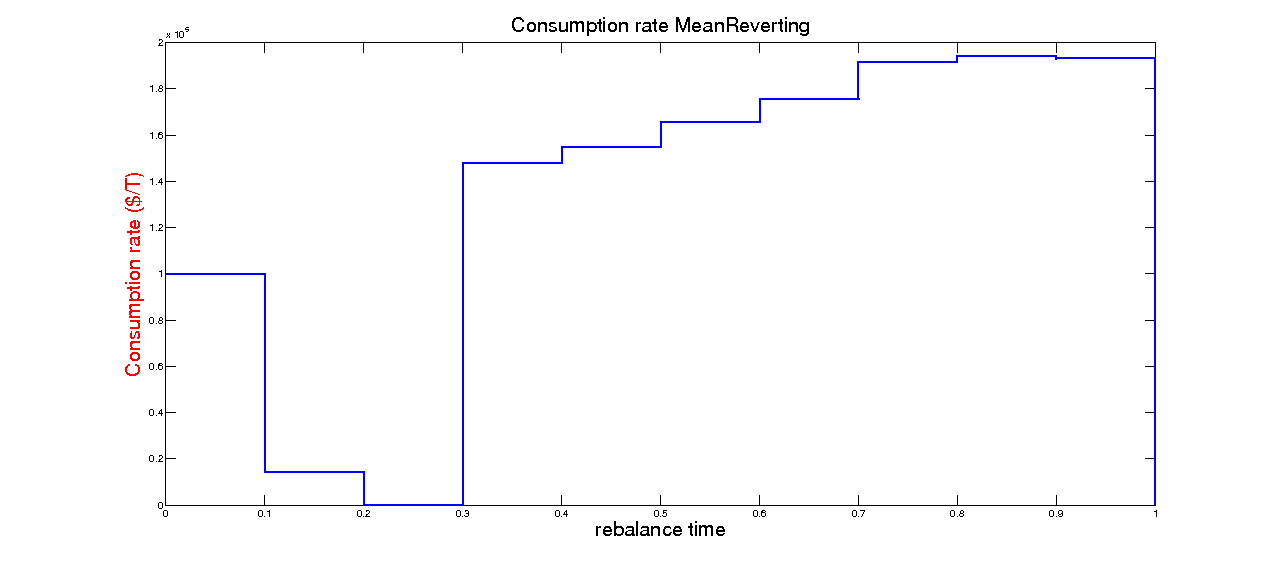 Consumption rate MeanReverting
x 10^5
2
1.8
1.6
1.4
1.2
1
0.8
0.6
0.4
0.2
0
Consumption rate ($/T)
0 0.1 0.2 0.3 0.4 0.5 0.6 0.7 0.8 0.9 1
rebalance time